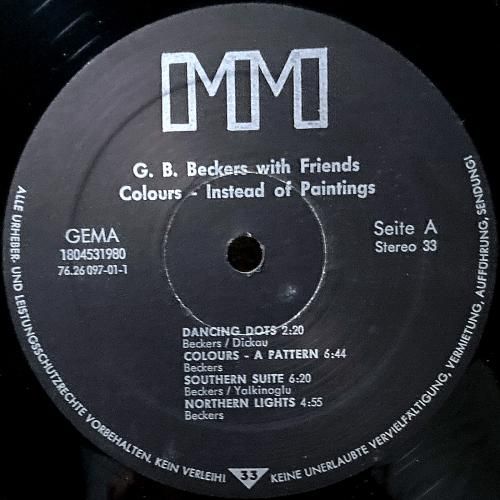 MM
G. B. Beckers with Friends
Colours - Instead of Paintings
GEMA
1804531980
76.26 097-01-1
Seite A
Stereo 33
DANCING DOTS 2:20
Beckers / Dickau
COLOURS - A PATTERN 6:44
Beckers
SOUTHERN SUITE 6:20
Beckers / Yalkinoglu
NORTHERN LIGHTS 4:55
Beckers
ALLE URHEBER- UND LEISTUNGSSCHUTZRECHTE VORBEHALTEN. KEIN VERLEIH! 33 KEINE UNERLAUBTE VERVIELFÄLTIGUNG, VERMIETUNG, AUFFÜHRUNG, SENDUNG!